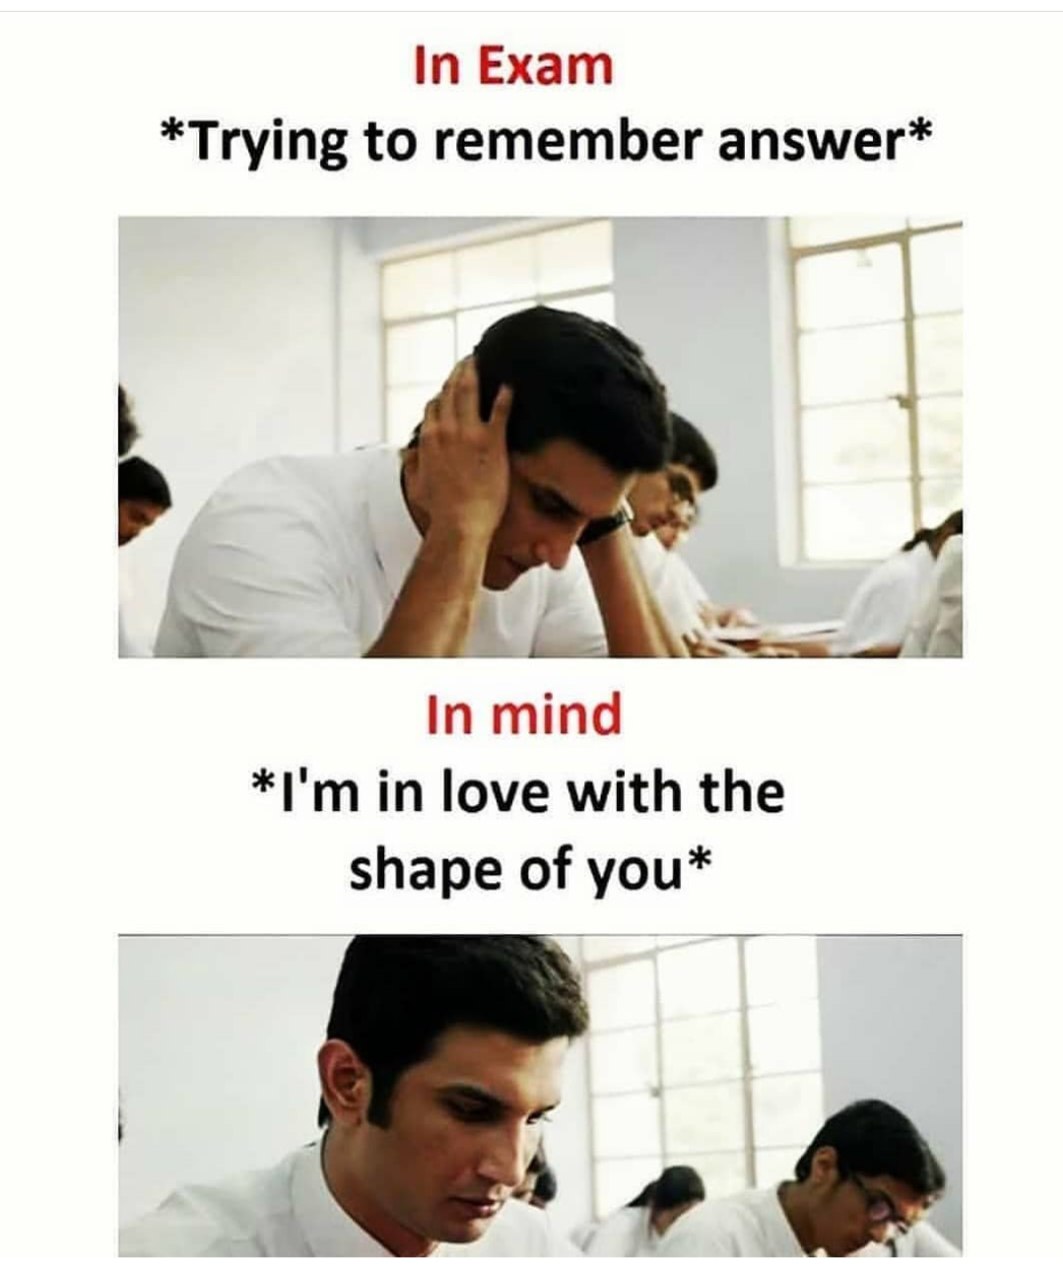 In Exam
*Trying to remember answer*
In mind
*I'm in love with the
shape of you*